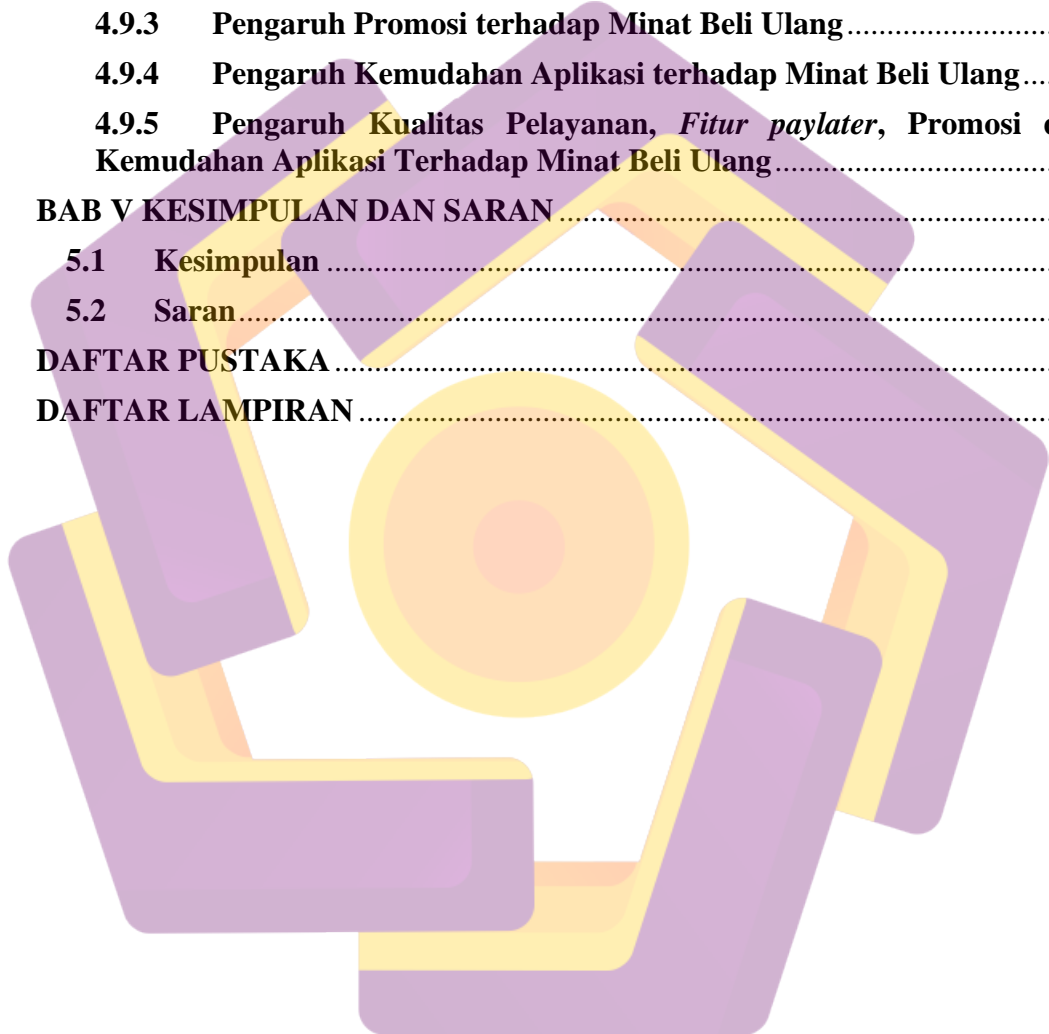 4.9.3 Pengaruh Promosi terhadap Minat Beli Ulang
4.9.4 Pengaruh Kemudahan Aplikasi terhadap Minat Beli Ulang
4.9.5 Pengaruh Kualitas Pelayanan, Fitur paylater, Promosi
Kemudahan Aplikasi Terhadap Minat Beli Ulang
BAB V KESIMPULAN DAN SARAN
5.1 Kesimpulan
5.2 Saran
DAFTAR PUSTAKA
DAFTAR LAMPIRAN